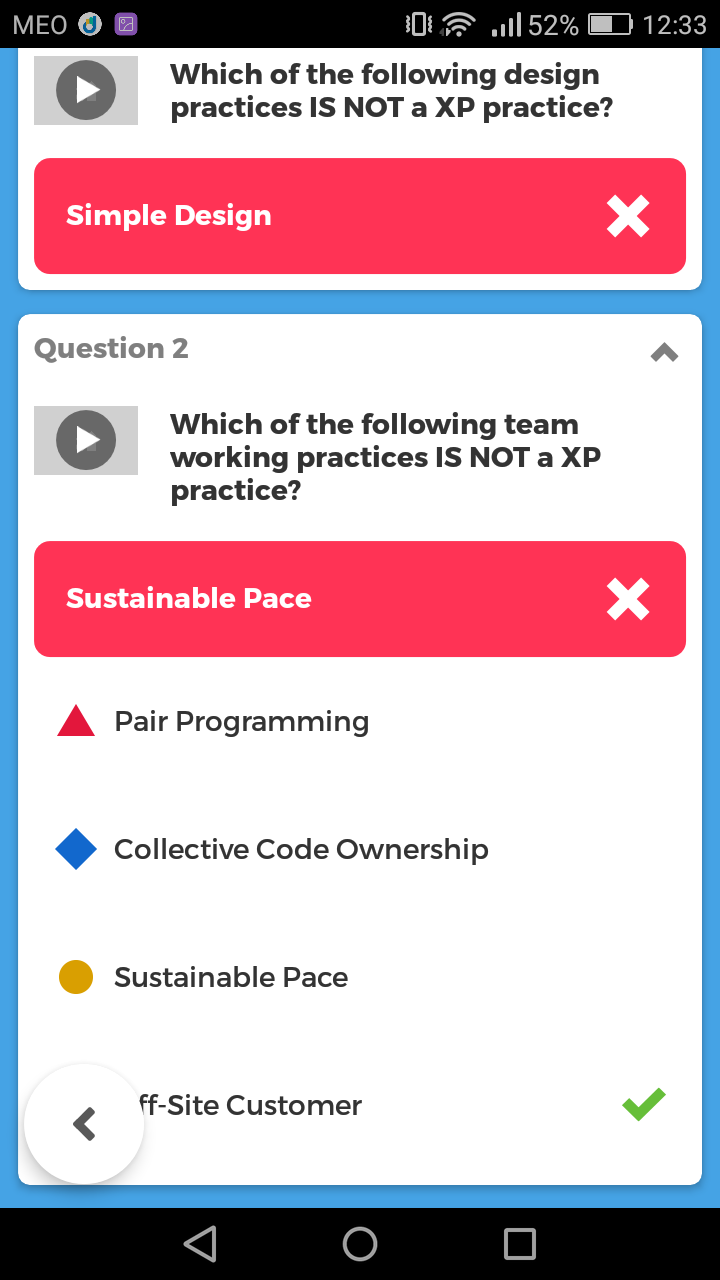 MEO 52% 12:33
Which of the following design
practices IS NOT a XP practice?
Simple Design
Question 2
Which of the following team
working practices IS NOT a XP
practice?
Sustainable Pace
Pair Programming
Collective Code Ownership
Sustainable Pace
ff-Site Customer